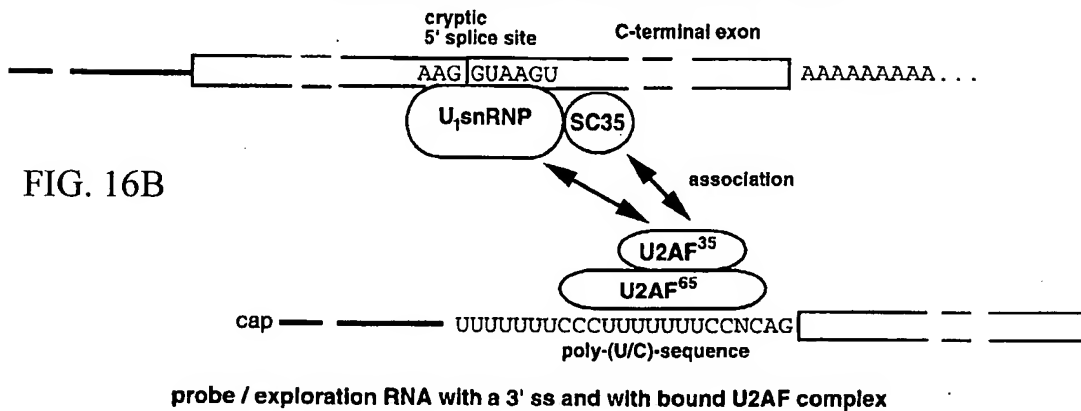 cryptic
5' splice site
C-terminal exon
AAG GUAAGU
AAAAAAAAA...
U1snRNP
SC35
FIG. 16B
association
U2AF35
U2AF65
cap
UUUUUUUCCCUUUUUUUCCNCAG
poly-(U/C)-sequence
probe / exploration RNA with a 3' ss and with bound U2AF complex